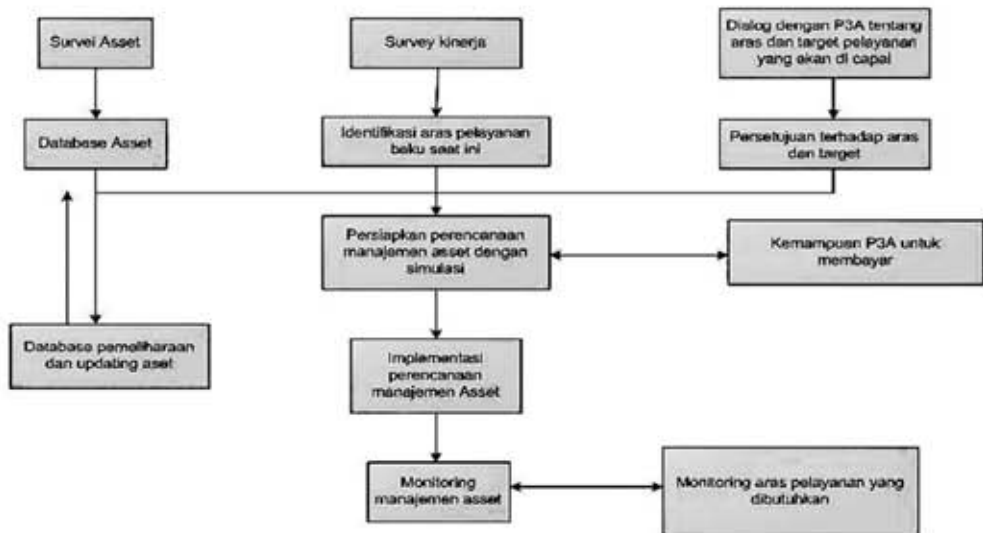 Survei Asset
Survey kinerja
Dialog dengan P3A tentang
aras dan target pelayanan
yang akan di capai
Database Asset
Identifikasi aras pelayanan
baku saat ini
Persetujuan terhadap aras
dan target
Persiapkan perencanaan
manajemen asset dengan
simulasi
Kemampuan P3A untuk
membayar
Database pemeliharaan
dan updating aset
Implementasi
perencanaan
manajemen Asset
Monitoring
manajemen asset
Monitoring aras pelayanan yang
dibutuhkan